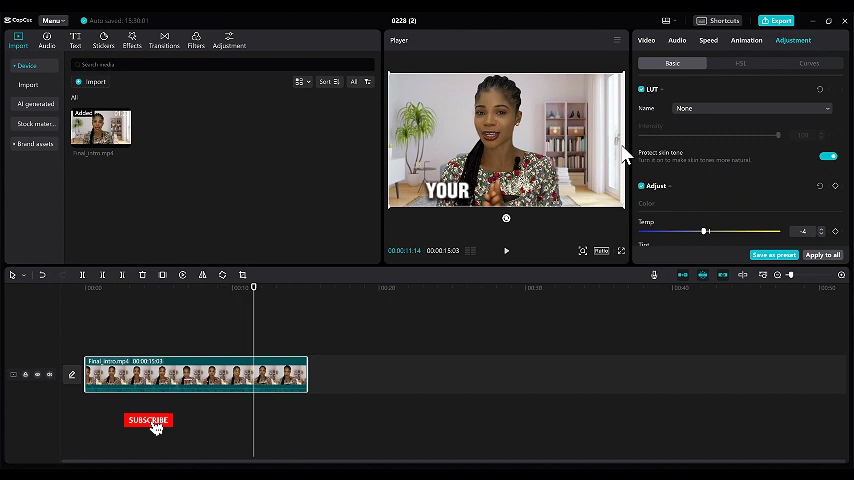 CapCut
Menu
Auto saved: 15:30:01
0228 (2)
Shortcuts
Export
Import
Audio
Text
Stickers
Effects
Transitions
Filters
Adjustment
Player
Video
Audio
Speed
Animation
Adjustment
Device
Import
AI generated
Stock mater...
Brand assets
Search media
Import
Sort
All
All
Added
Final_intro.mp4
YOUR
00:00:11:14
00:00:15:03
Ratio
Basic
HSL
Curves
LUT
Name
None
Intensity
100
Protect skin tone
Turn it on to make skin tones more natural.
Adjust
Color
Temp
-4
Tint
Save as preset
Apply to all
00:00
00:10
00:20
00:30
00:40
00:50
Final_intro.mp4 00:00:15:03
SUBSCRIBE